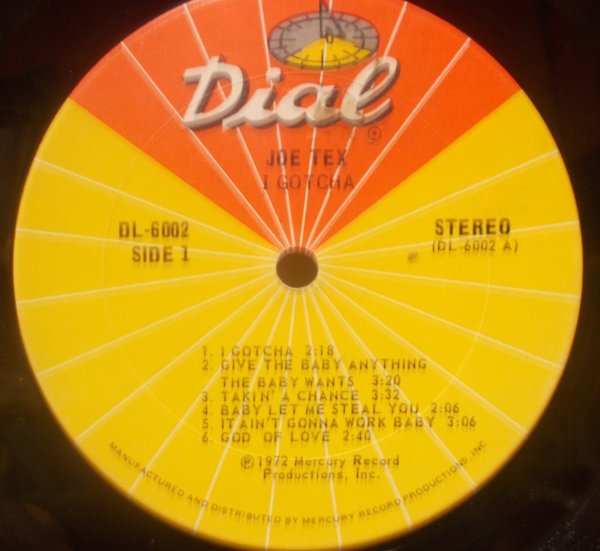 Dial
®
JOE TEX
I GOTCHA
DL-6002
SIDE 1
STEREO
(DL-6002 A)
1. I GOTCHA 2:18
2. GIVE THE BABY ANYTHING
THE BABY WANTS 3:20
3. TAKIN' A CHANCE 3:32
4. BABY LET ME STEAL YOU 2:06
5. IT AIN'T GONNA WORK BABY 3:06
6. GOD OF LOVE 2:40
℗1972 Mercury Record
Productions, Inc.
MANUFACTURED AND DISTRIBUTED BY MERCURY RECORD PRODUCTIONS, INC.